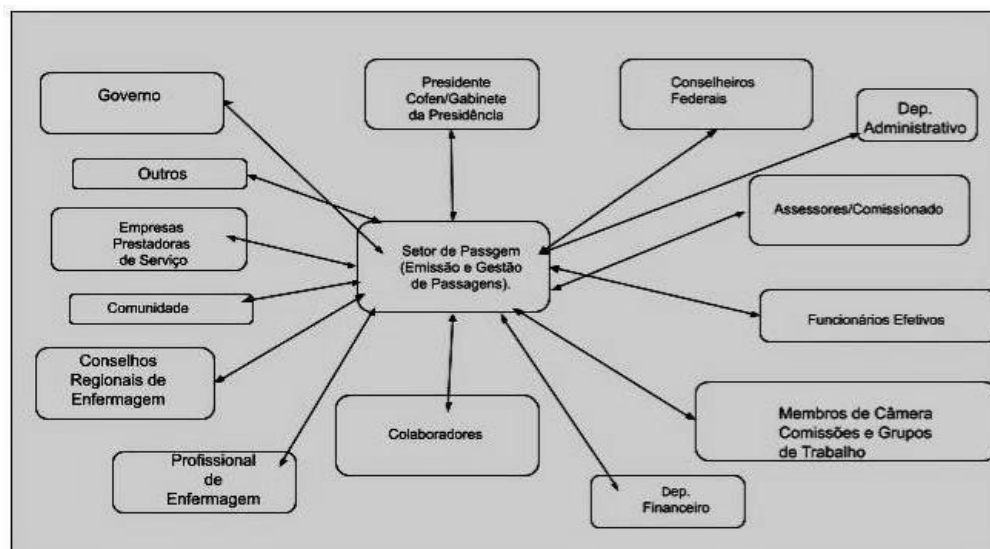 Governo
Presidente
Cofen/Gabinete
da Presidência
Conselheiros
Federais
Dep.
Administrativo
Outros
Assessores/Comissionado
Empresas
Prestadoras
de Serviço
Setor de Passgem
(Emissão e Gestão
de Passagens).
Comunidade
Funcionários Efetivos
Conselhos
Regionais de
Enfermagem
Colaboradores
Membros de Câmera
Comissões e Grupos
de Trabalho
Profissional
de
Enfermagem
Dep.
Financeiro